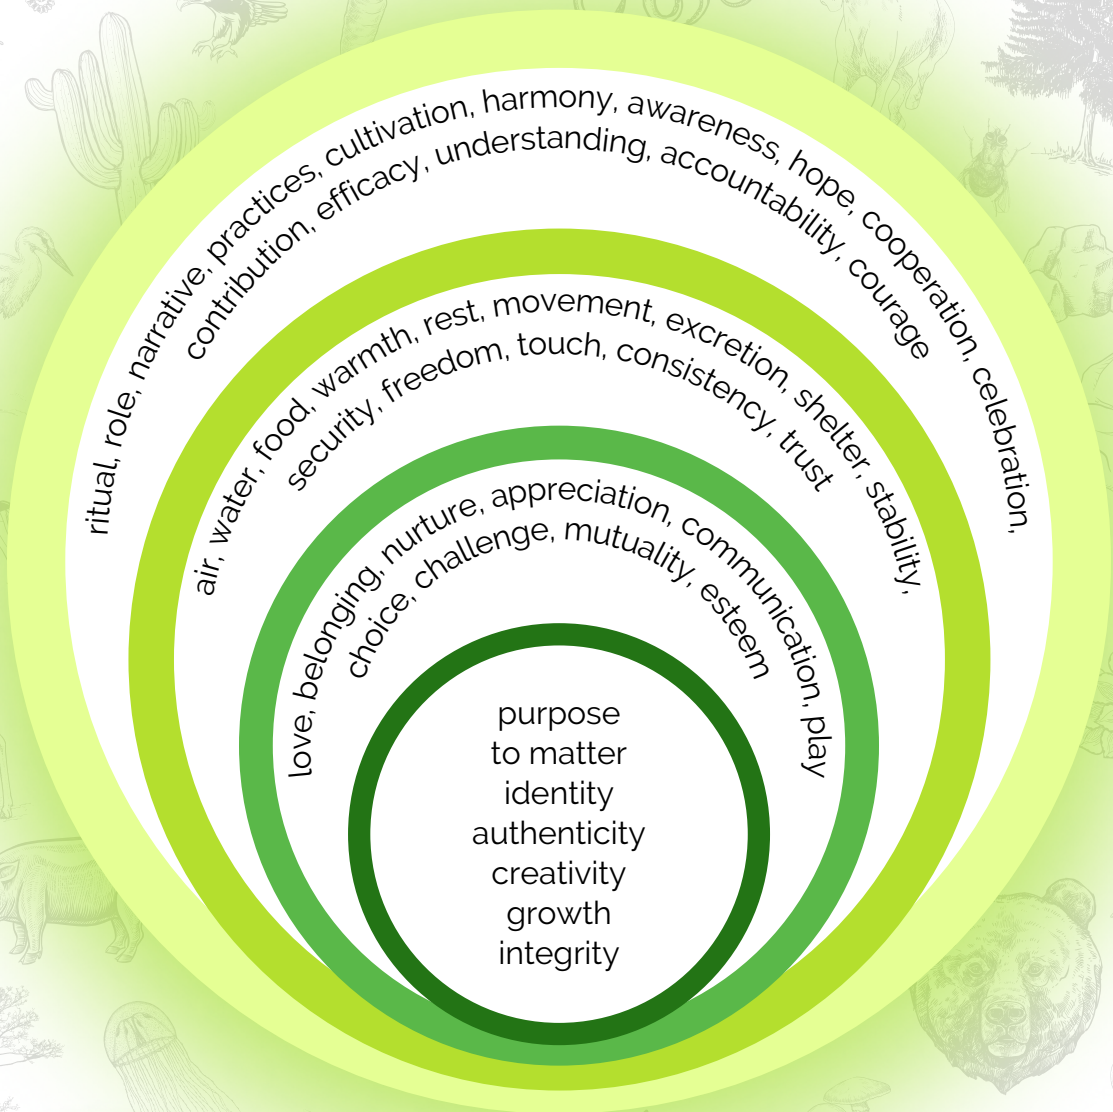 ritual, role, narrative, practices, cultivation, harmony, awareness, hope, cooperation, celebration,
contribution, efficacy, understanding, accountability, courage
air, water, food, warmth, rest, movement, excretion, shelter, stability,
security, freedom, touch, consistency, trust
love, belonging, nurture, appreciation, communication, play
choice, challenge, mutuality, esteem
purpose
to matter
identity
authenticity
creativity
growth
integrity